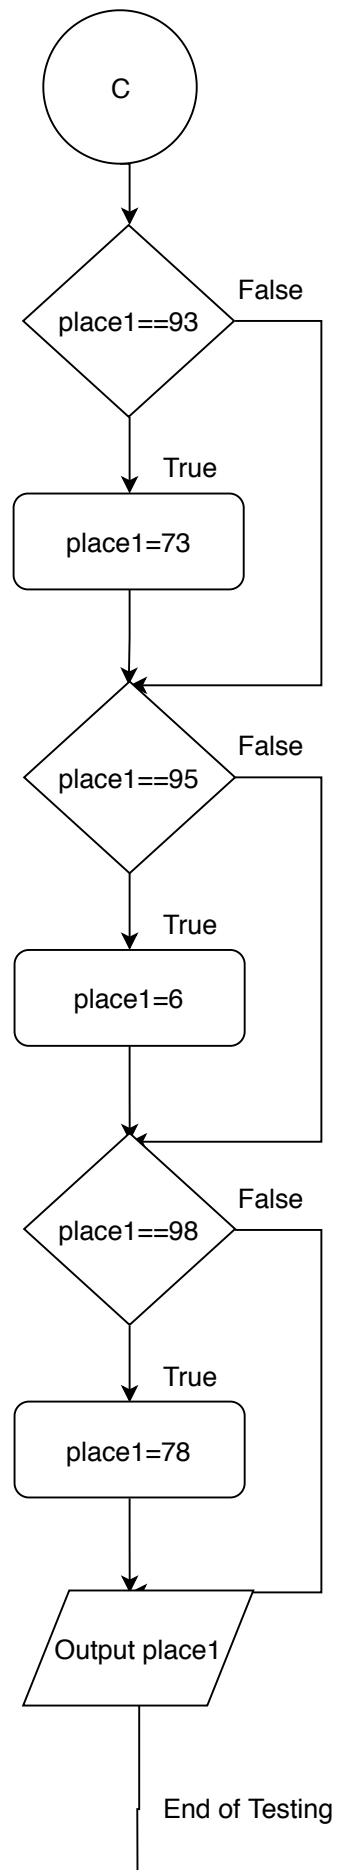 C
place1==93
False
True
place1=73
place1==95
False
True
place1=6
place1==98
False
True
place1=78
Output place1
End of Testing